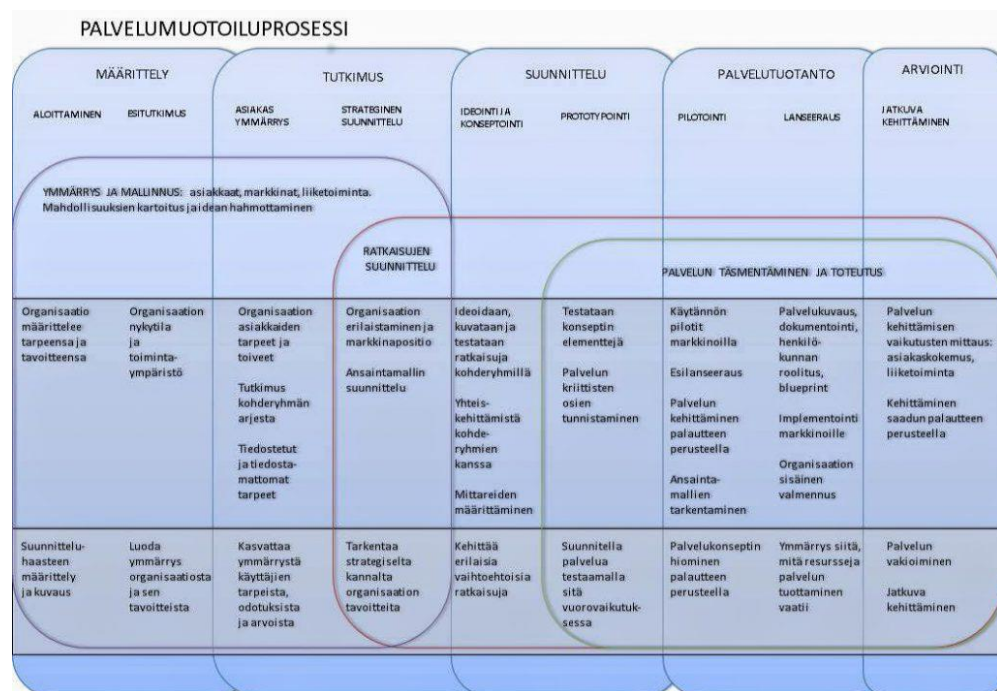 PALVELUMUOTOILUPROSESSI
MÄÄRITTELY
TUTKIMUS
SUUNNITTELU
PALVELUTUOTANTO
ARVIOINTI
ALOITTAMINEN
ESITUTKIMUS
ASIAKAS
YMMÄRRYS
STRATEGINEN
SUUNNITTELU
IDEOINTI JA
KONSEPTOINTI
PROTOTYPOINTI
PILOTOINTI
LANSEERAUS
JATKUVA
KEHITTÄMINEN
YMMÄRRYS JA MALLINNUS: asiakkaat, markkinat, liiketoiminta.
Mahdollisuuksien kartoitus ja idean hahmottaminen
RATKAISUJEN
SUUNNITTELU
PALVELUN TÄSMENTÄMINEN JA TOTEUTUS
Organisaatio
määrittelee
tarpeensa ja
tavoitteensa
Organisaation
nykytila
ja
toiminta-
ympäristö
Organisaation
asiakkaiden
tarpeet ja
toiveet
Tutkimus
kohderyhmän
arjesta
Tiedostetut
ja tiedosta-
mattomat
tarpeet
Organisaation
erilaistaminen ja
markkinapositio
Ansaintamallin
suunnittelu
Ideoidaan,
kuvataan ja
testataan
ratkaisuja
kohderyhmillä
Yhteis-
kehittämistä
kohde-
ryhmien
kanssa
Mittareiden
määrittäminen
Testataan
konseptin
elementtejä
Palvelun
kriittisten
osien
tunnistaminen
Käytännön
pilotit
markkinoilla
Esilanseeraus
Palvelun
kehittäminen
palautteen
perusteella
Ansainta-
mallien
tarkentaminen
Palvelukuvaus,
dokumentointi,
henkilö-
kunnan
roolitus,
blueprint
Implementointi
markkinoille
Organisaation
sisäinen
valmennus
Palvelun
kehittämisen
vaikutusten mittaus:
asiakaskokemus,
liiketoiminta
Kehittäminen
saadun palautteen
perusteella
Suunnittelu-
haasteen
määrittely
ja kuvaus
Luoda
ymmärrys
organisaatiosta
ja sen
tavoitteista
Kasvattaa
ymmärrystä
käyttäjien
tarpeista,
odotuksista
ja arvoista
Tarkentaa
strategiselta
kannalta
organisaation
tavoitteita
Kehittää
erilaisia
vaihtoehtoisia
ratkaisuja
Suunnitella
palvelua
testaamalla
sitä
vuorovaikutuk-
sessa
Palvelukonseptin
hiominen
palautteen
perusteella
Ymmärrys siitä,
mitä resursseja
palvelun
tuottaminen
vaatii
Palvelun
vakioiminen
Jatkuva
kehittäminen